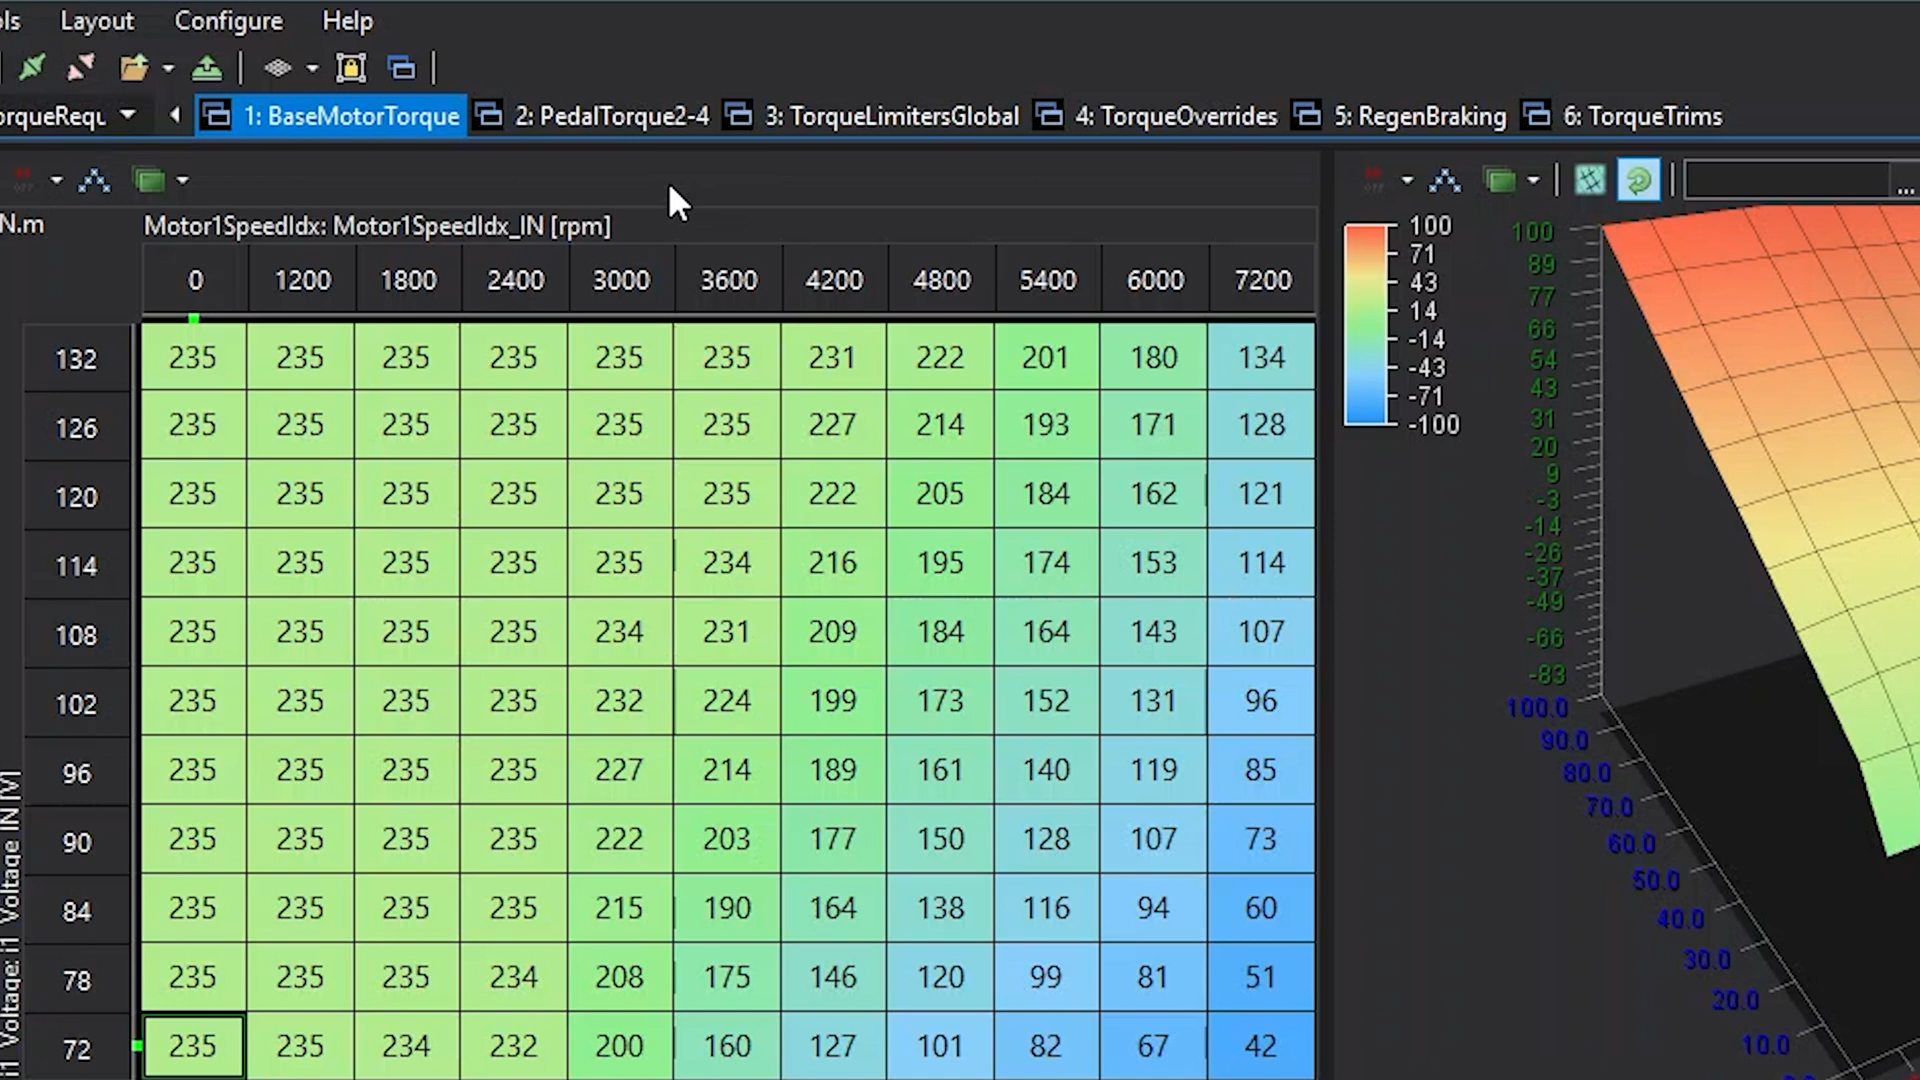 ols Layout Configure Help
orqueRequ 1: BaseMotorTorque 2: PedalTorque2-4 3: TorqueLimitersGlobal 4: TorqueOverrides 5: RegenBraking 6: TorqueTrims
...
N.m Motor1SpeedIdx: Motor1SpeedIdx_IN [rpm]
0 1200 1800 2400 3000 3600 4200 4800 5400 6000 7200
132 235 235 235 235 235 235 231 222 201 180 134
126 235 235 235 235 235 235 227 214 193 171 128
120 235 235 235 235 235 235 222 205 184 162 121
114 235 235 235 235 235 234 216 195 174 153 114
108 235 235 235 235 234 231 209 184 164 143 107
102 235 235 235 235 232 224 199 173 152 131 96
96 235 235 235 235 227 214 189 161 140 119 85
90 235 235 235 235 222 203 177 150 128 107 73
84 235 235 235 235 215 190 164 138 116 94 60
78 235 235 235 234 208 175 146 120 99 81 51
72 235 235 234 232 200 160 127 101 82 67 42
i1 Voltage: i1 Voltage IN [V]
100
71
43
14
-14
-43
-71
-100
100
89
77
66
54
43
31
20
9
-3
-14
-26
-37
-49
-66
-83
100.0
90.0
80.0
70.0
60.0
50.0
40.0
30.0
20.0
10.0